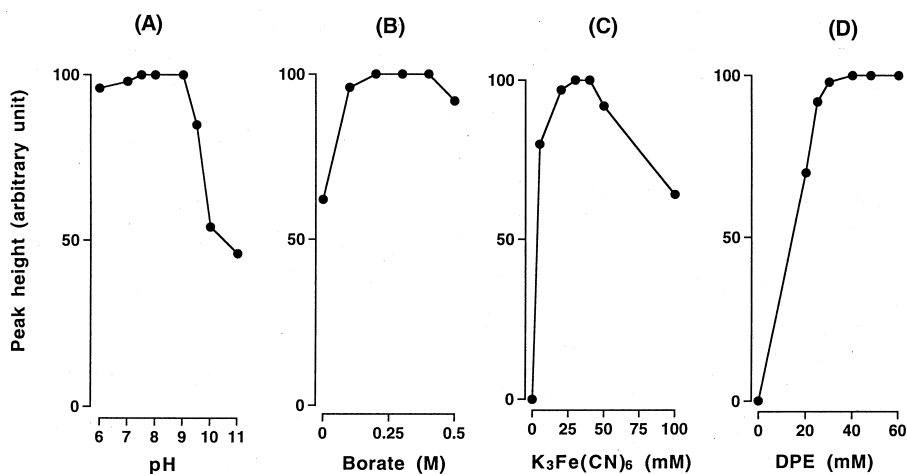 (A) (B) (C) (D)
Peak height (arbitrary unit)
100
50
0
6 7 8 9 10 11
pH
100
50
0
0 0.25 0.5
Borate (M)
100
50
0
0 25 50 75 100
K₃Fe(CN)₆ (mM)
100
50
0
0 20 40 60
DPE (mM)